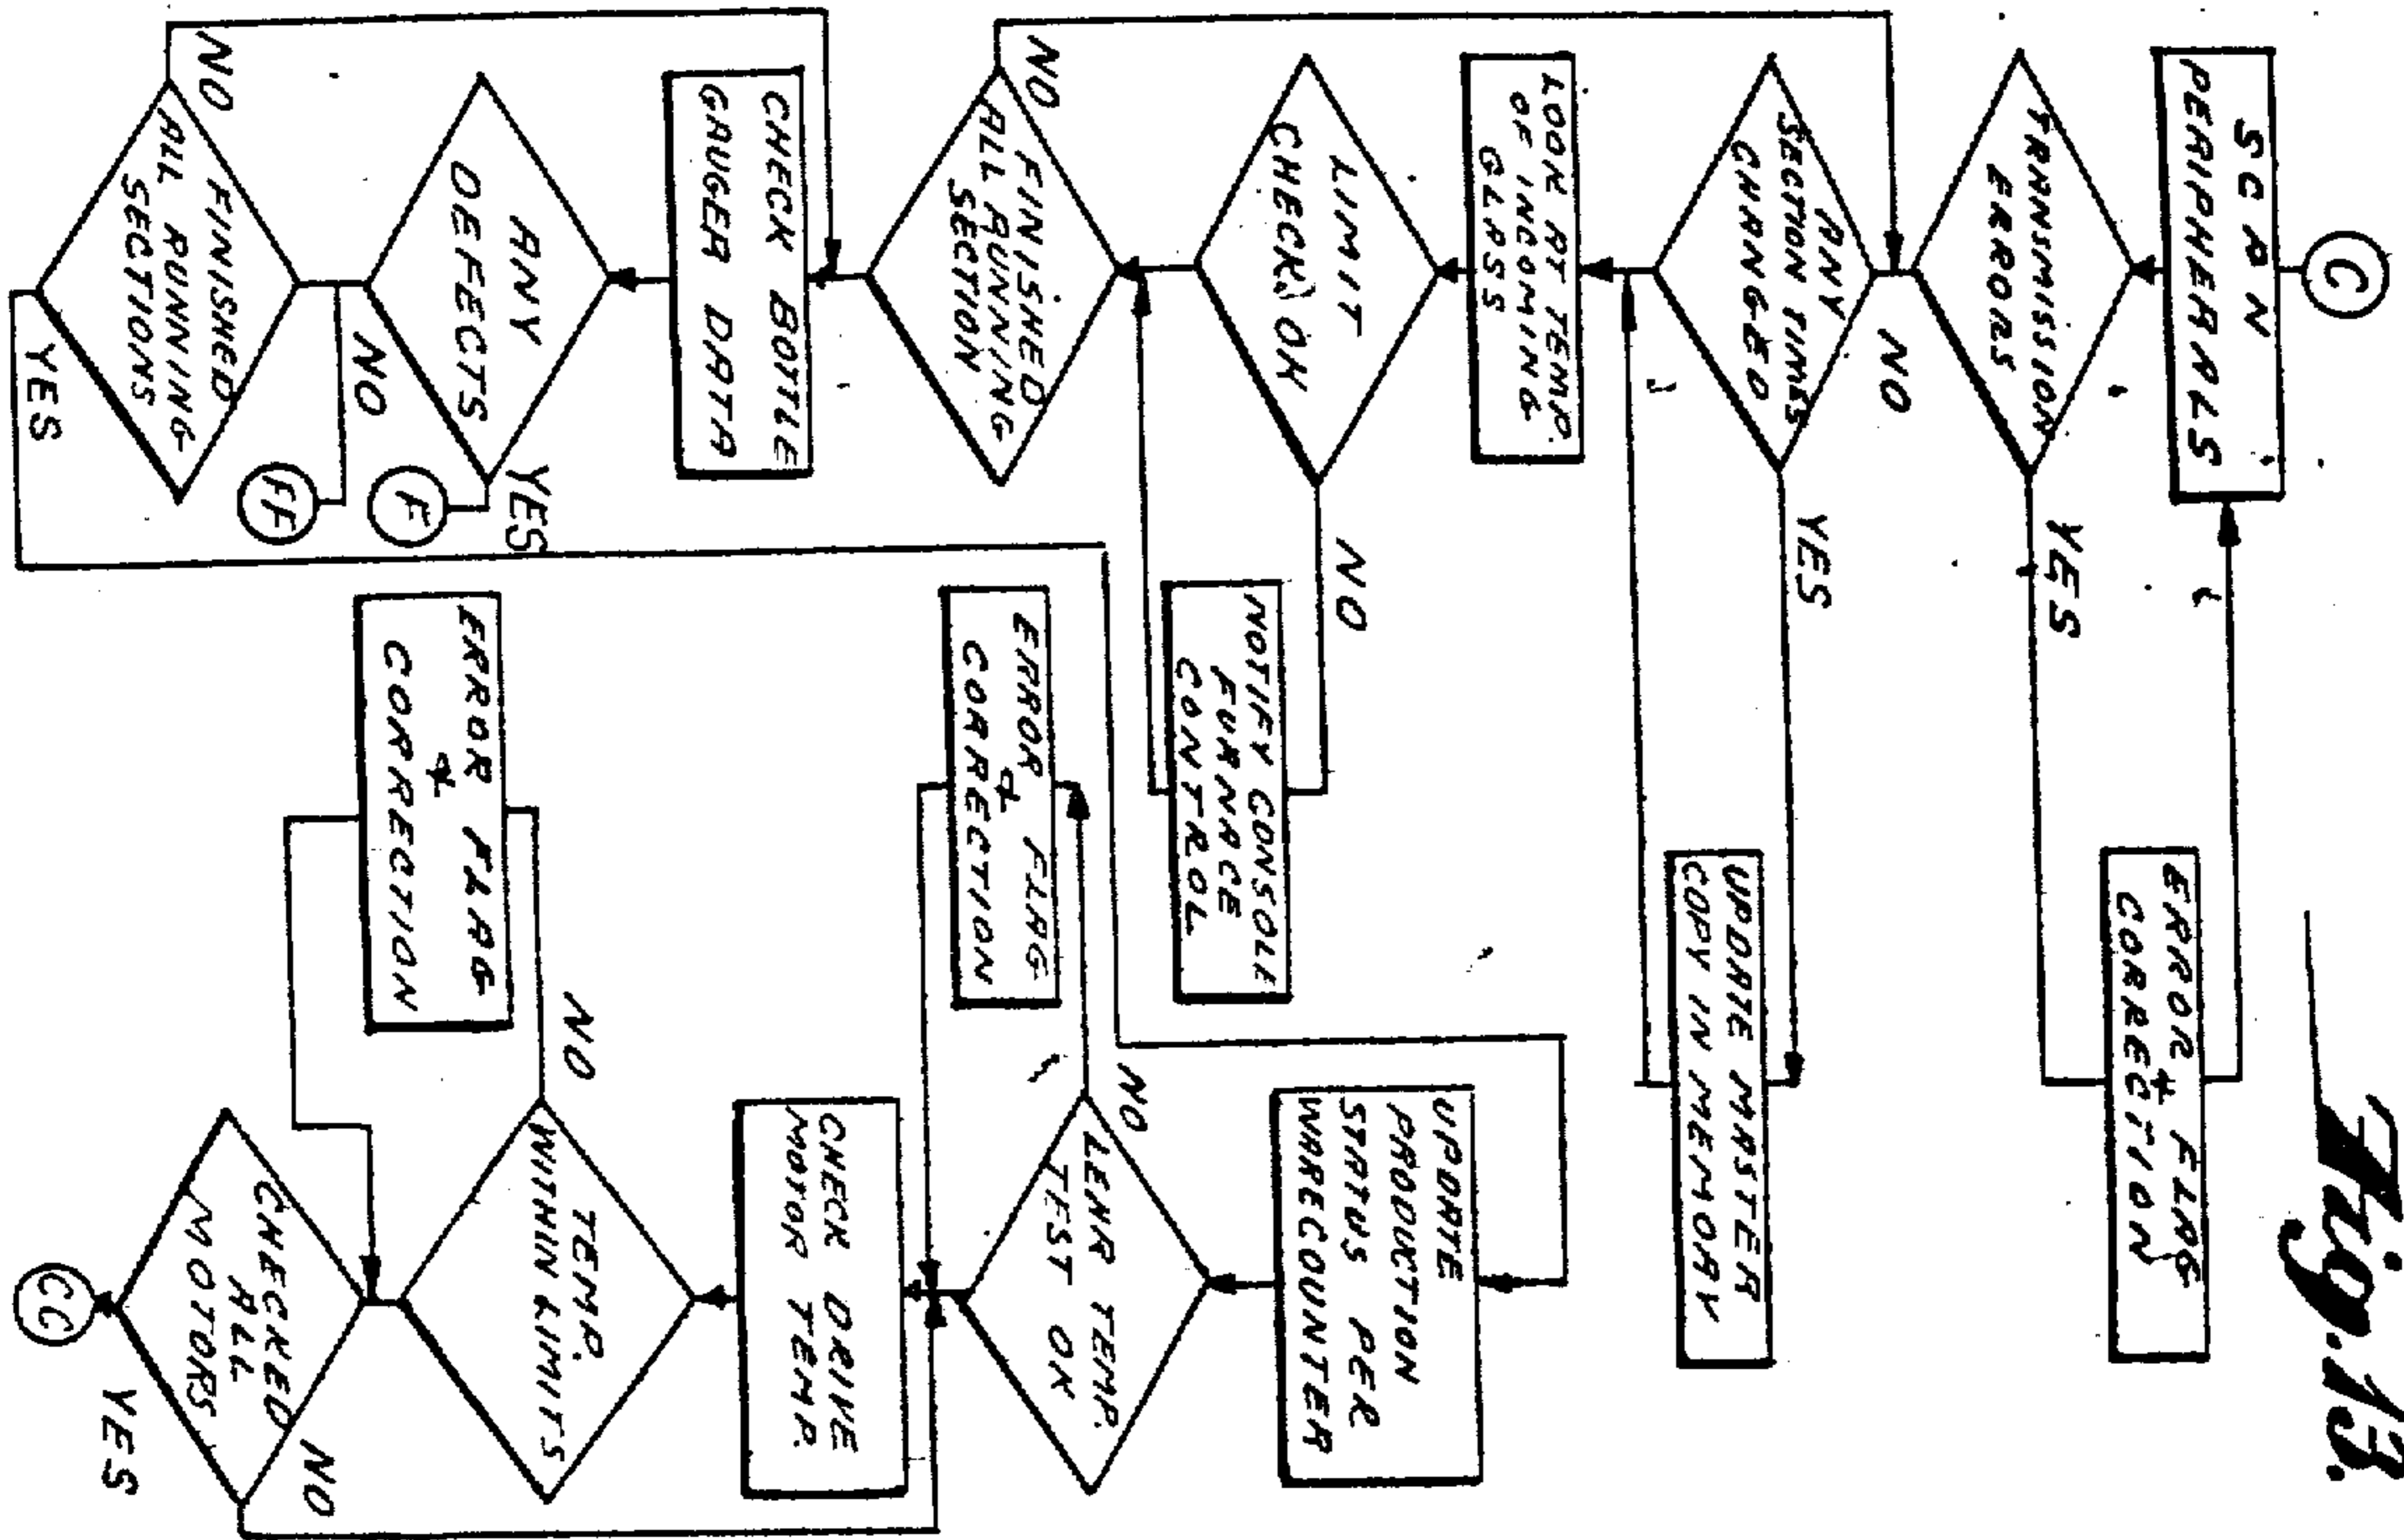 Fig. 13.
C
SCAN
PERIPHERALS
TRANSMISSION
ERRORS
YES
NO
ERROR &
FLAG
CORRECTION
ANY
SECTION TIMES
CHANGED
YES
UPDATE MASTER
COPY IN MEMORY
LOOK AT TEMP.
OF INCOMING
GLASS
LIMIT
CHECK OK
NO
NOTIFY CONSOLE
FURNACE
CONTROL
FINISHED
ALL RUNNING
SECTION
NO
CHECK BOTTLE
GAUGER DATA
ANY
DEFECTS
YES
F
NO
FF
FINISHED
ALL RUNNING
SECTIONS
NO
YES
UPDATE
PRODUCTION
STATUS PER
WARECOUNTER
LEHR TEMP.
TEST OK
NO
ERROR FLAG
&
CORRECTION
CHECK DRIVE
MOTOR TEMP.
TEMP.
WITHIN LIMITS
NO
ERROR FLAG
&
CORRECTION
CHECKED
ALL
MOTORS
NO
YES
CC